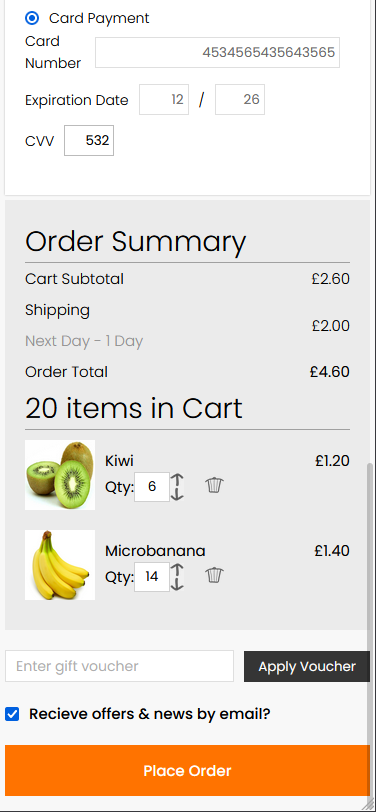 Card Payment
Card Number 4534565435643565
Expiration Date 12 / 26
CVV 532
Order Summary
Cart Subtotal £2.60
Shipping
Next Day - 1 Day £2.00
Order Total £4.60
20 items in Cart
Kiwi £1.20
Qty: 6
Microbanana £1.40
Qty: 14
Enter gift voucher Apply Voucher
Recieve offers & news by email?
Place Order